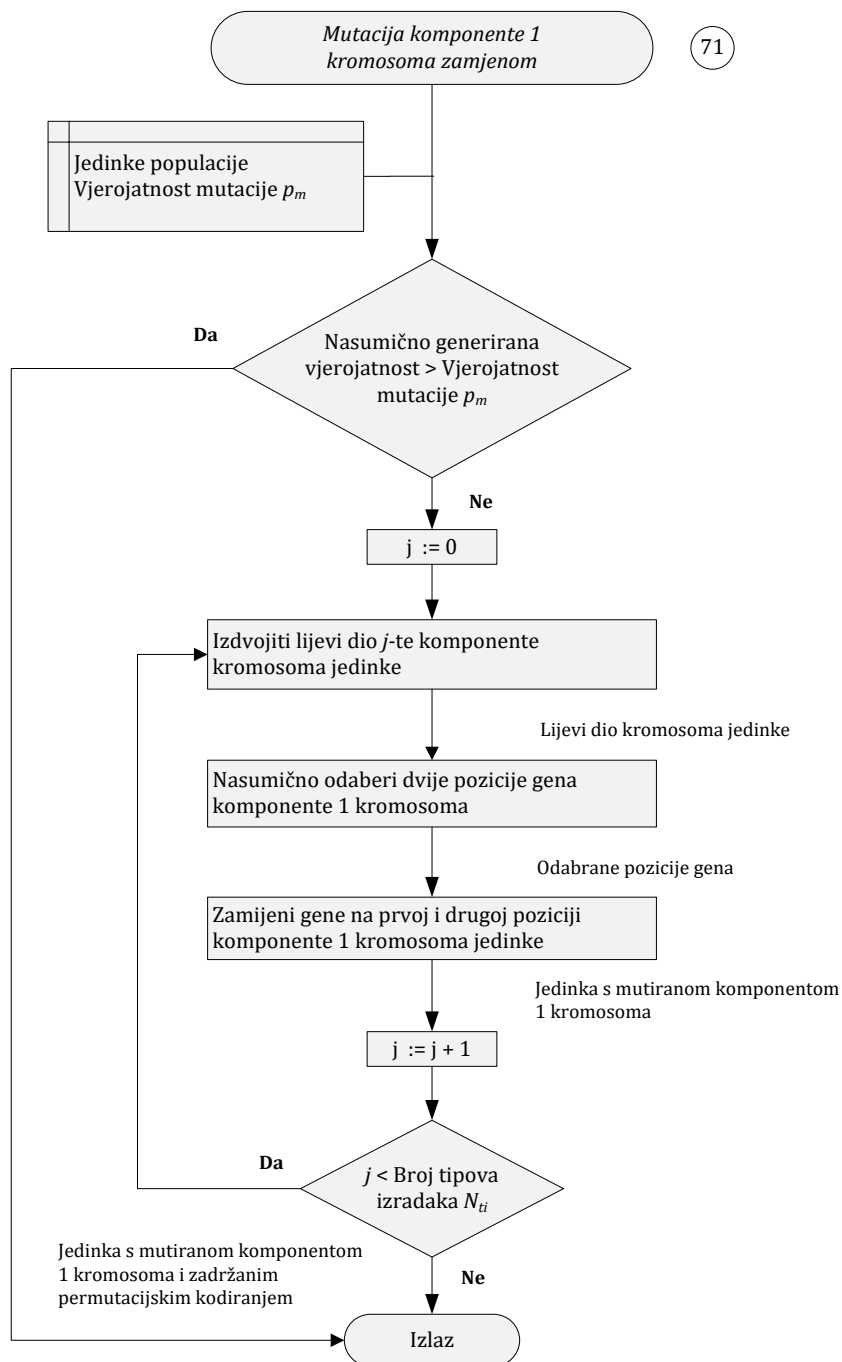 Mutacija komponente 1
kromosoma zamjenom
71
Jedinke populacije
Vjerojatnost mutacije pm
Da
Nasumično generirana
vjerojatnost > Vjerojatnost
mutacije pm
Ne
j := 0
Izdvojiti lijevi dio j-te komponente
kromosoma jedinke
Lijevi dio kromosoma jedinke
Nasumično odaberi dvije pozicije gena
komponente 1 kromosoma
Odabrane pozicije gena
Zamijeni gene na prvoj i drugoj poziciji
komponente 1 kromosoma jedinke
Jedinka s mutiranom komponentom
1 kromosoma
j := j + 1
Da
j < Broj tipova
izradaka Nti
Jedinka s mutiranom komponentom
1 kromosoma i zadržanim
permutacijskim kodiranjem
Ne
Izlaz